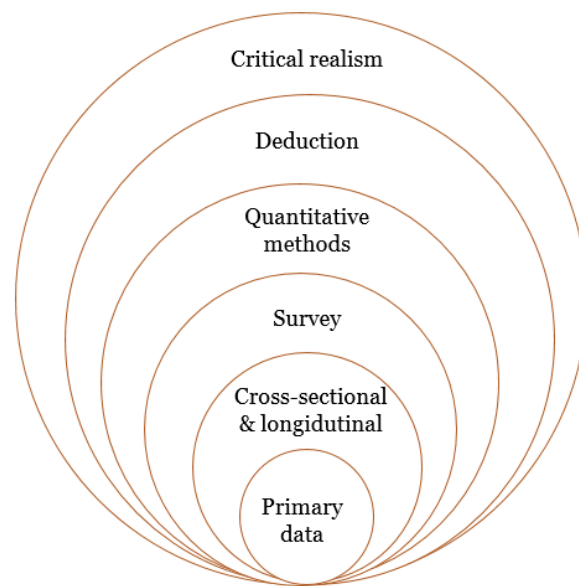 Critical realism
Deduction
Quantitative
methods
Survey
Cross-sectional
& longidutinal
Primary
data